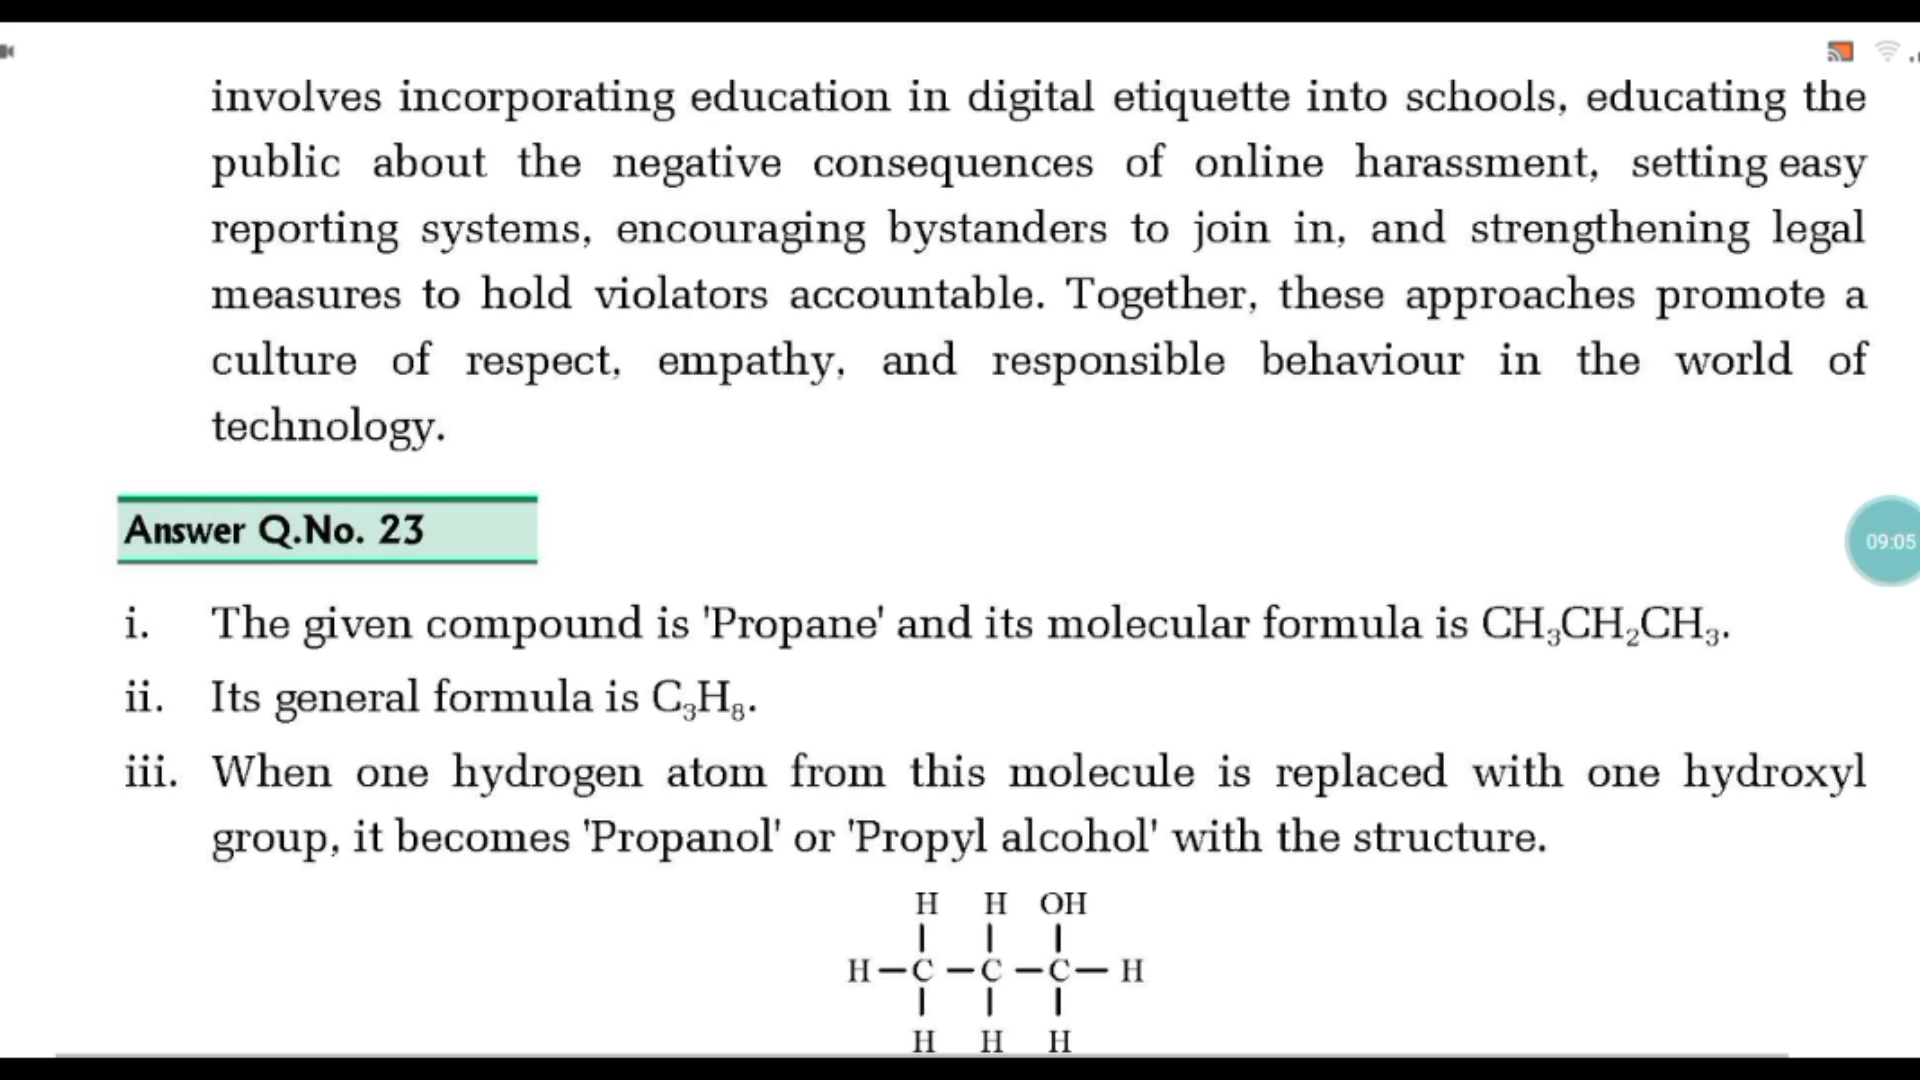 involves incorporating education in digital etiquette into schools, educating the
public about the negative consequences of online harassment, setting easy
reporting systems, encouraging bystanders to join in, and strengthening legal
measures to hold violators accountable. Together, these approaches promote a
culture of respect, empathy, and responsible behaviour in the world of
technology.
Answer Q.No. 23
09:05
i. The given compound is 'Propane' and its molecular formula is CH₃CH₂CH₃.
ii. Its general formula is C₃H₈.
iii. When one hydrogen atom from this molecule is replaced with one hydroxyl
group, it becomes 'Propanol' or 'Propyl alcohol' with the structure.
H H OH
H — C — C — C — H
H H H